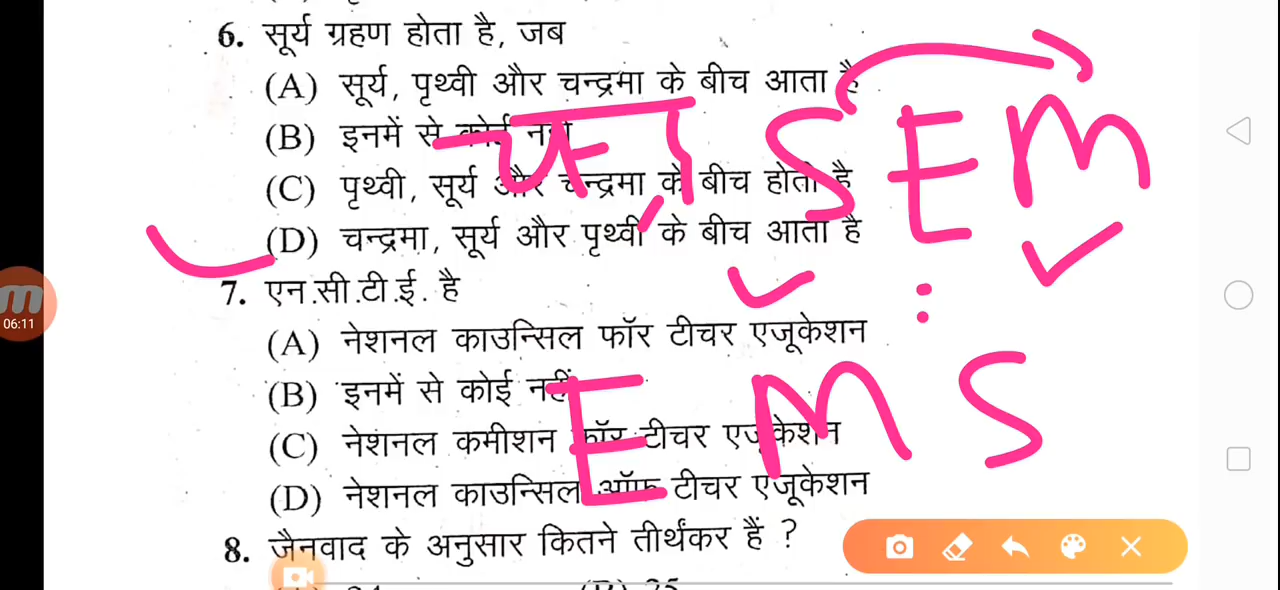 6. सूर्य ग्रहण होता है, जब
(A) सूर्य, पृथ्वी और चन्द्रमा के बीच आता है
(B) इनमें से कोई नहीं
(C) पृथ्वी, सूर्य और चन्द्रमा के बीच होती है
(D) चन्द्रमा, सूर्य और पृथ्वी के बीच आता है
SEM
7. एन.सी.टी.ई. है
(A) नेशनल काउन्सिल फॉर टीचर एजूकेशन
(B) इनमें से कोई नहीं
(C) नेशनल कमीशन फॉर टीचर एजूकेशन
(D) नेशनल काउन्सिल ऑफ टीचर एजूकेशन
EMS
8. जैनवाद के अनुसार कितने तीर्थंकर हैं ?
06:11